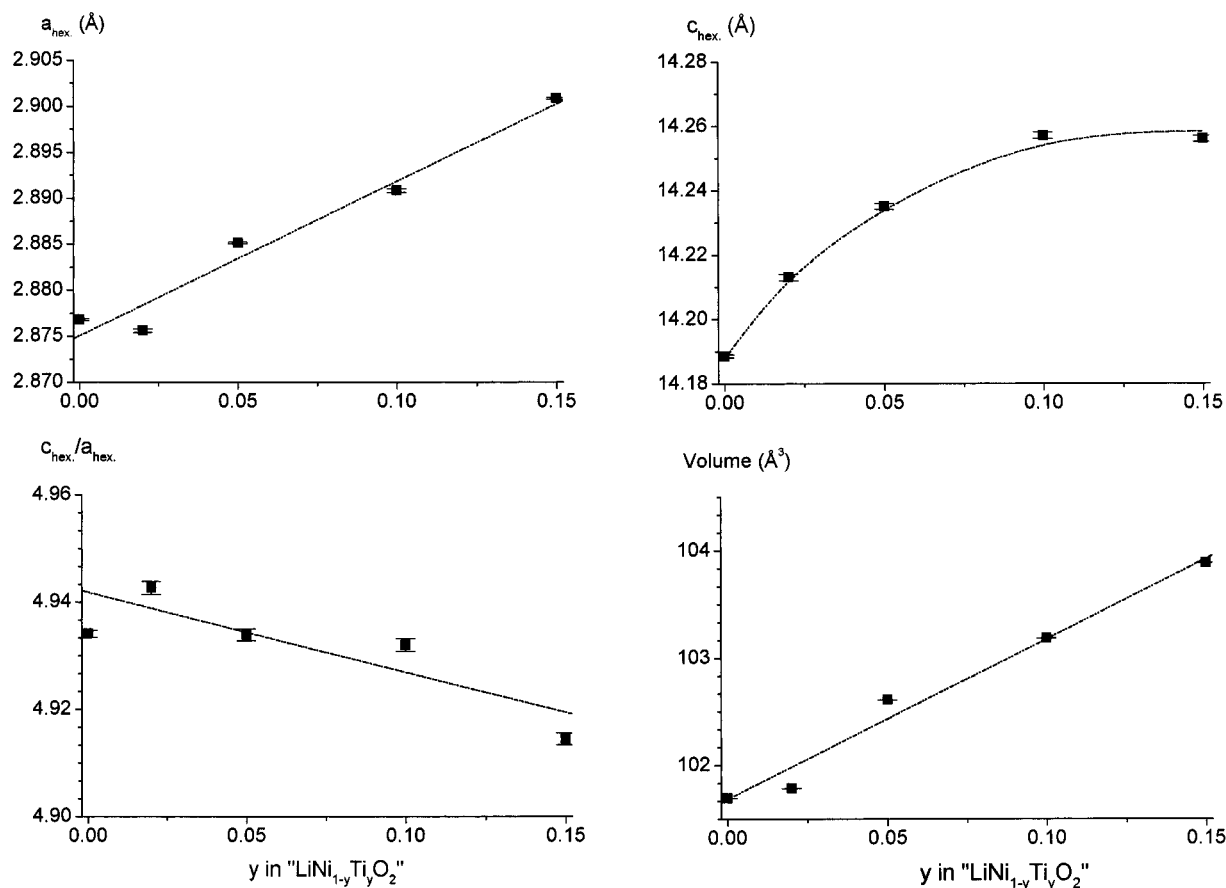 a_hex. (Å)
2.905
2.900
2.895
2.890
2.885
2.880
2.875
2.870
0.00 0.05 0.10 0.15
c_hex. (Å)
14.28
14.26
14.24
14.22
14.20
14.18
0.00 0.05 0.10 0.15
c_hex./a_hex.
4.96
4.94
4.92
4.90
0.00 0.05 0.10 0.15
y in "LiNi_1-yTi_yO_2"
Volume (Å³)
104
103
102
0.00 0.05 0.10 0.15
y in "LiNi_1-yTi_yO_2"